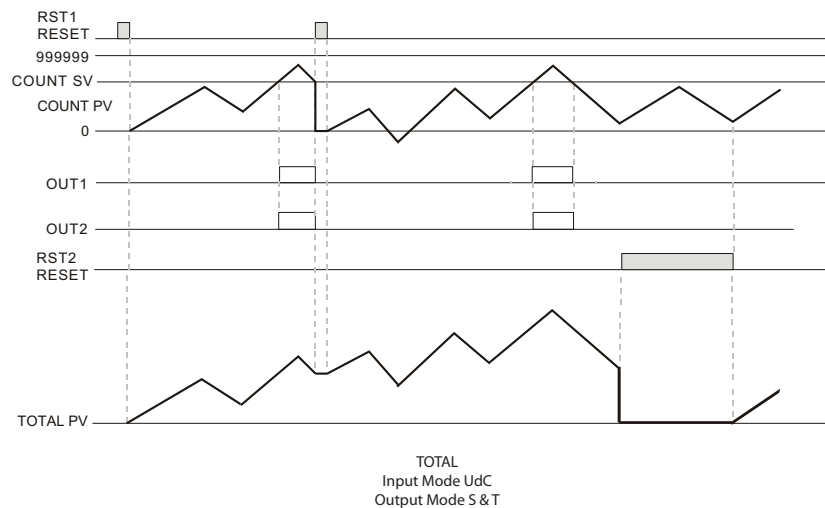 RST1
RESET
999999
COUNT SV
COUNT PV
0
OUT1
OUT2
RST2
RESET
TOTAL PV
TOTAL
Input Mode UdC
Output Mode S & T